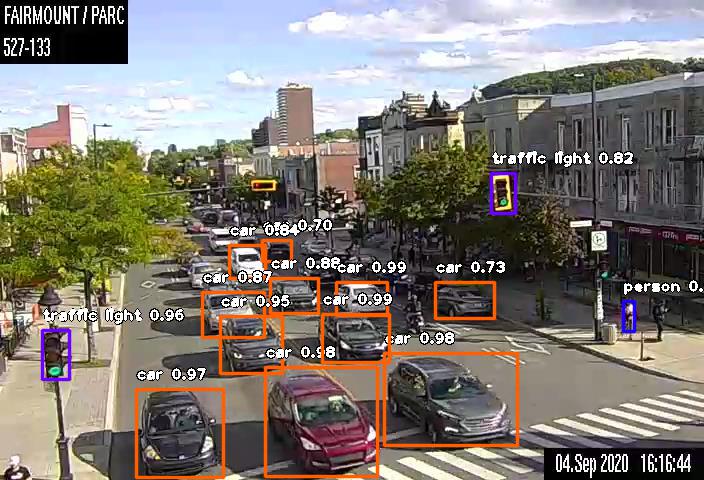 FAIRMOUNT / PARC
527-133
traffic light 0.82
car 0.84
0.70
car 0.88
car 0.99
car 0.73
car 0.87
car 0.95
car 0.99
person 0.
traffic light 0.96
car 0.98
car 0.98
car 0.97
04.Sep 2020 16:16:44